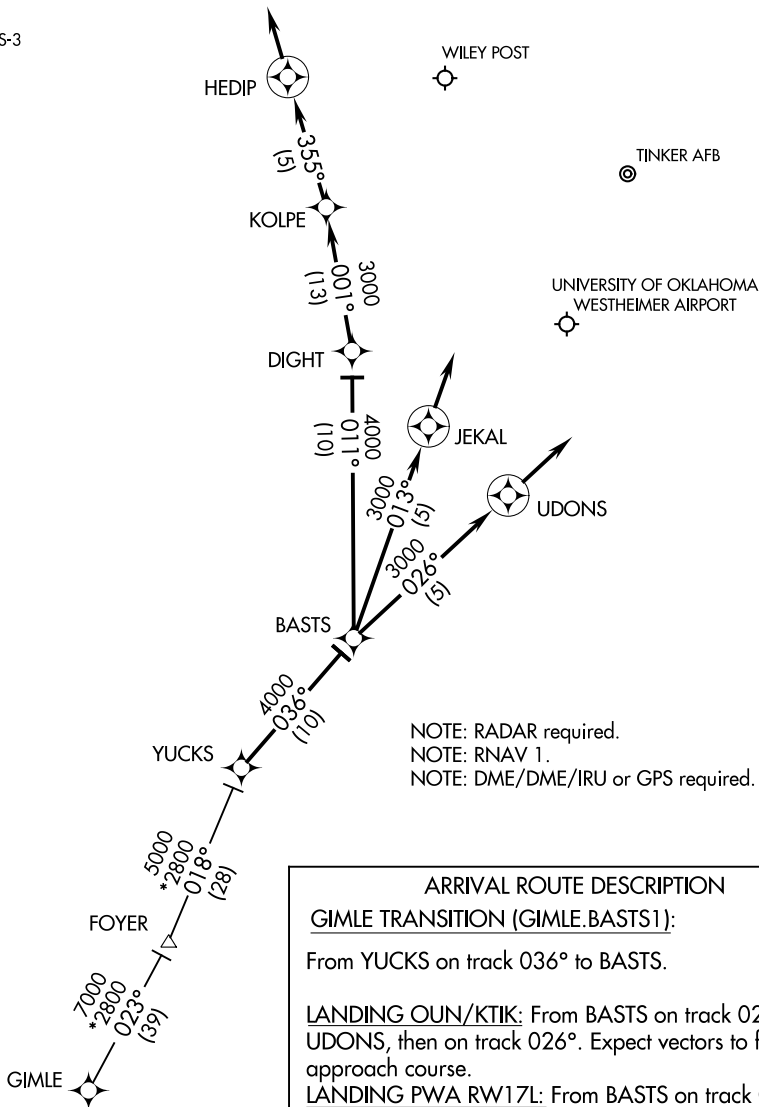 S-3
WILEY POST
HEDIP
TINKER AFB
355°
(5)
KOLPE
UNIVERSITY OF OKLAHOMA
WESTHEIMER AIRPORT
3000
001°
(13)
DIGHT
4000
011°
(10)
JEKAL
3000
013°
(5)
UDONS
3000
026°
(5)
BASTS
4000
036°
(10)
NOTE: RADAR required.
NOTE: RNAV 1.
NOTE: DME/DME/IRU or GPS required.
YUCKS
5000
*2800
018°
(28)
FOYER
7000
*2800
023°
(39)
GIMLE
ARRIVAL ROUTE DESCRIPTION
GIMLE TRANSITION (GIMLE.BASTS1):
From YUCKS on track 036° to BASTS.
LANDING OUN/KTIK: From BASTS on track 02
UDONS, then on track 026°. Expect vectors to f
approach course.
LANDING PWA RW17L: From BASTS on track